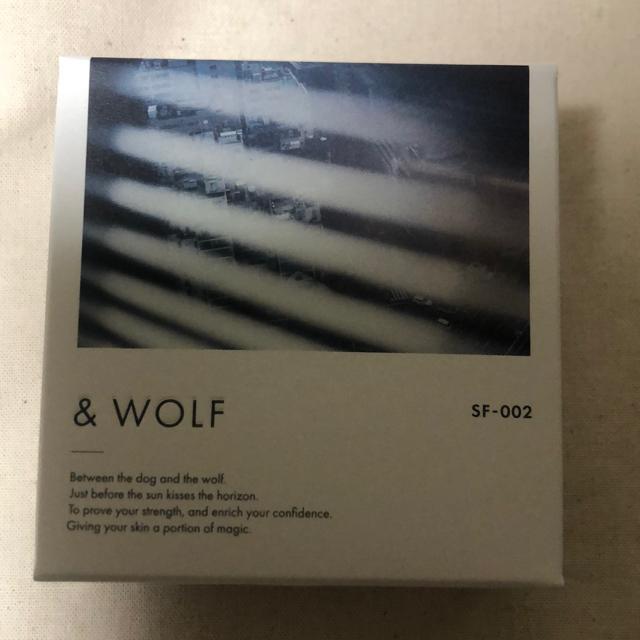 & WOLF
SF-002
Between the dog and the wolf.
Just before the sun kisses the horizon.
To prove your strength, and enrich your confidence.
Giving your skin a portion of magic.